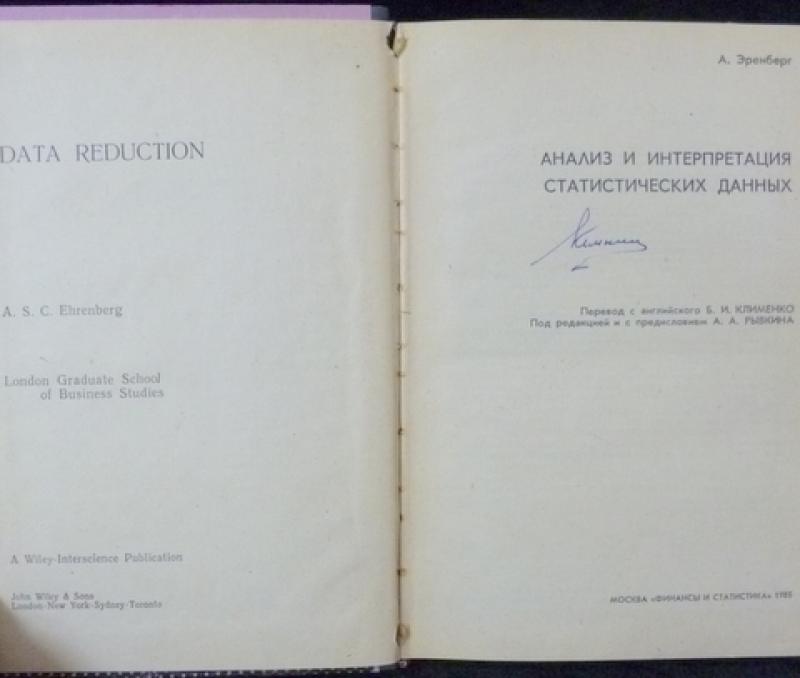 DATA REDUCTION
A. S. C. Ehrenberg
London Graduate School
of Business Studies
A Wiley-Interscience Publication
John Wiley & Sons
London-New York-Sydney-Toronto
А. Эренберг
АНАЛИЗ И ИНТЕРПРЕТАЦИЯ
СТАТИСТИЧЕСКИХ ДАННЫХ
Перевод с английского Б. И. КЛИМЕНКО
Под редакцией и с предисловием А. А. РЫВКИНА
МОСКВА «ФИНАНСЫ И СТАТИСТИКА» 1985